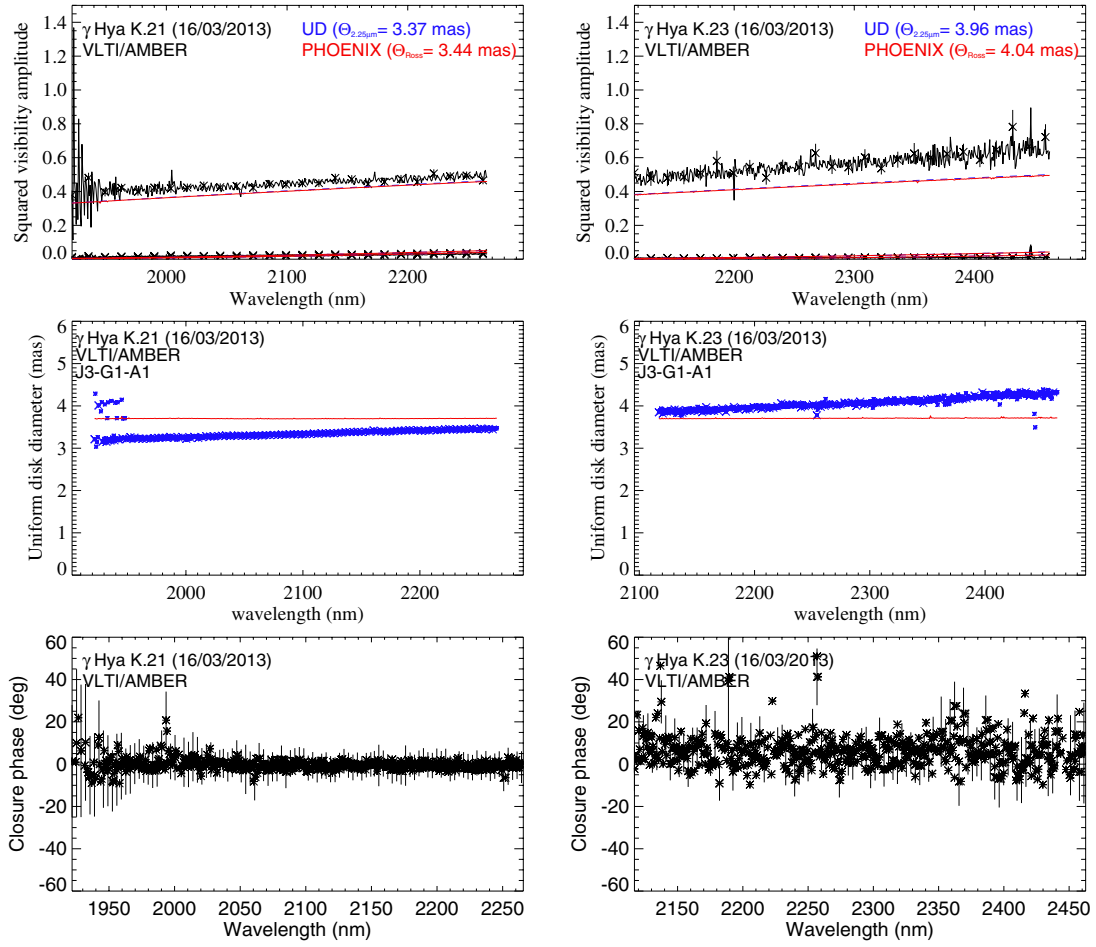 γ Hya K.21 (16/03/2013)
VLTI/AMBER
UD (Θ2.25μm= 3.37 mas)
PHOENIX (ΘRoss= 3.44 mas)
Squared visibility amplitude
1.4
1.2
1.0
0.8
0.6
0.4
0.2
0.0
2000 2100 2200
Wavelength (nm)
γ Hya K.23 (16/03/2013)
VLTI/AMBER
UD (Θ2.25μm= 3.96 mas)
PHOENIX (ΘRoss= 4.04 mas)
Squared visibility amplitude
1.4
1.2
1.0
0.8
0.6
0.4
0.2
0.0
2200 2300 2400
Wavelength (nm)
γ Hya K.21 (16/03/2013)
VLTI/AMBER
J3-G1-A1
Uniform disk diameter (mas)
6
5
4
3
2
1
0
2000 2100 2200
wavelength (nm)
γ Hya K.23 (16/03/2013)
VLTI/AMBER
J3-G1-A1
Uniform disk diameter (mas)
6
5
4
3
2
1
0
2100 2200 2300 2400
wavelength (nm)
γ Hya K.21 (16/03/2013)
VLTI/AMBER
Closure phase (deg)
60
40
20
0
-20
-40
-60
1950 2000 2050 2100 2150 2200 2250
Wavelength (nm)
γ Hya K.23 (16/03/2013)
VLTI/AMBER
Closure phase (deg)
60
40
20
0
-20
-40
-60
2150 2200 2250 2300 2350 2400 2450
Wavelength (nm)